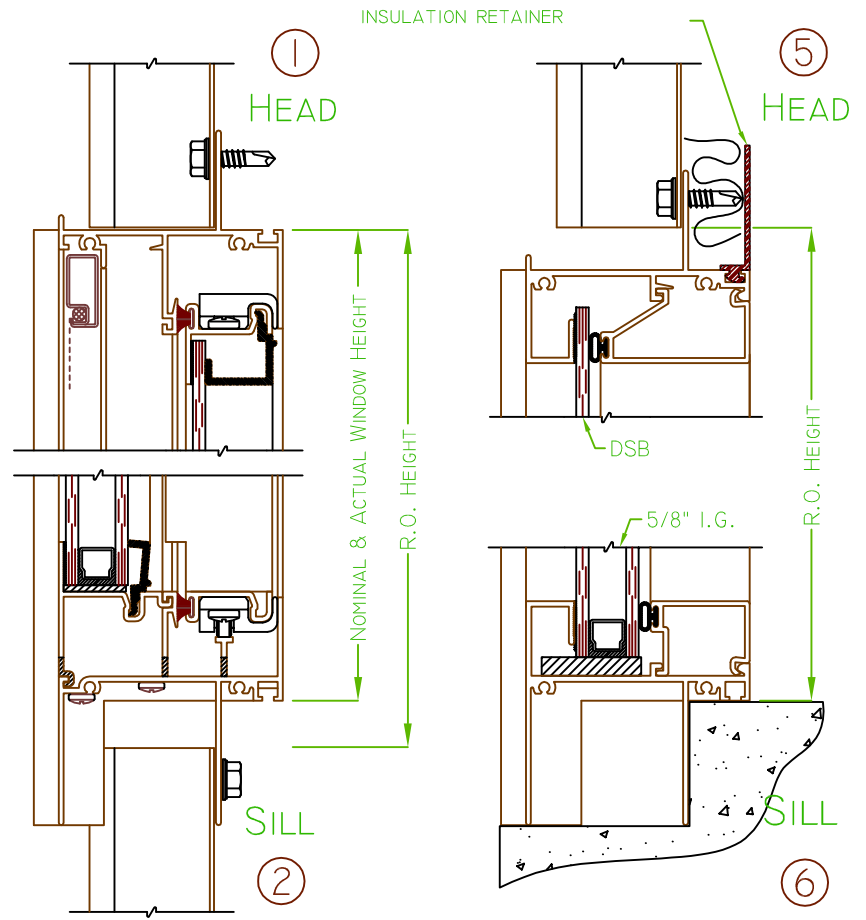 INSULATION RETAINER
1
HEAD
5
HEAD
NOMINAL & ACTUAL WINDOW HEIGHT
R.O. HEIGHT
DSB
R.O. HEIGHT
5/8" I.G.
SILL
2
SILL
6